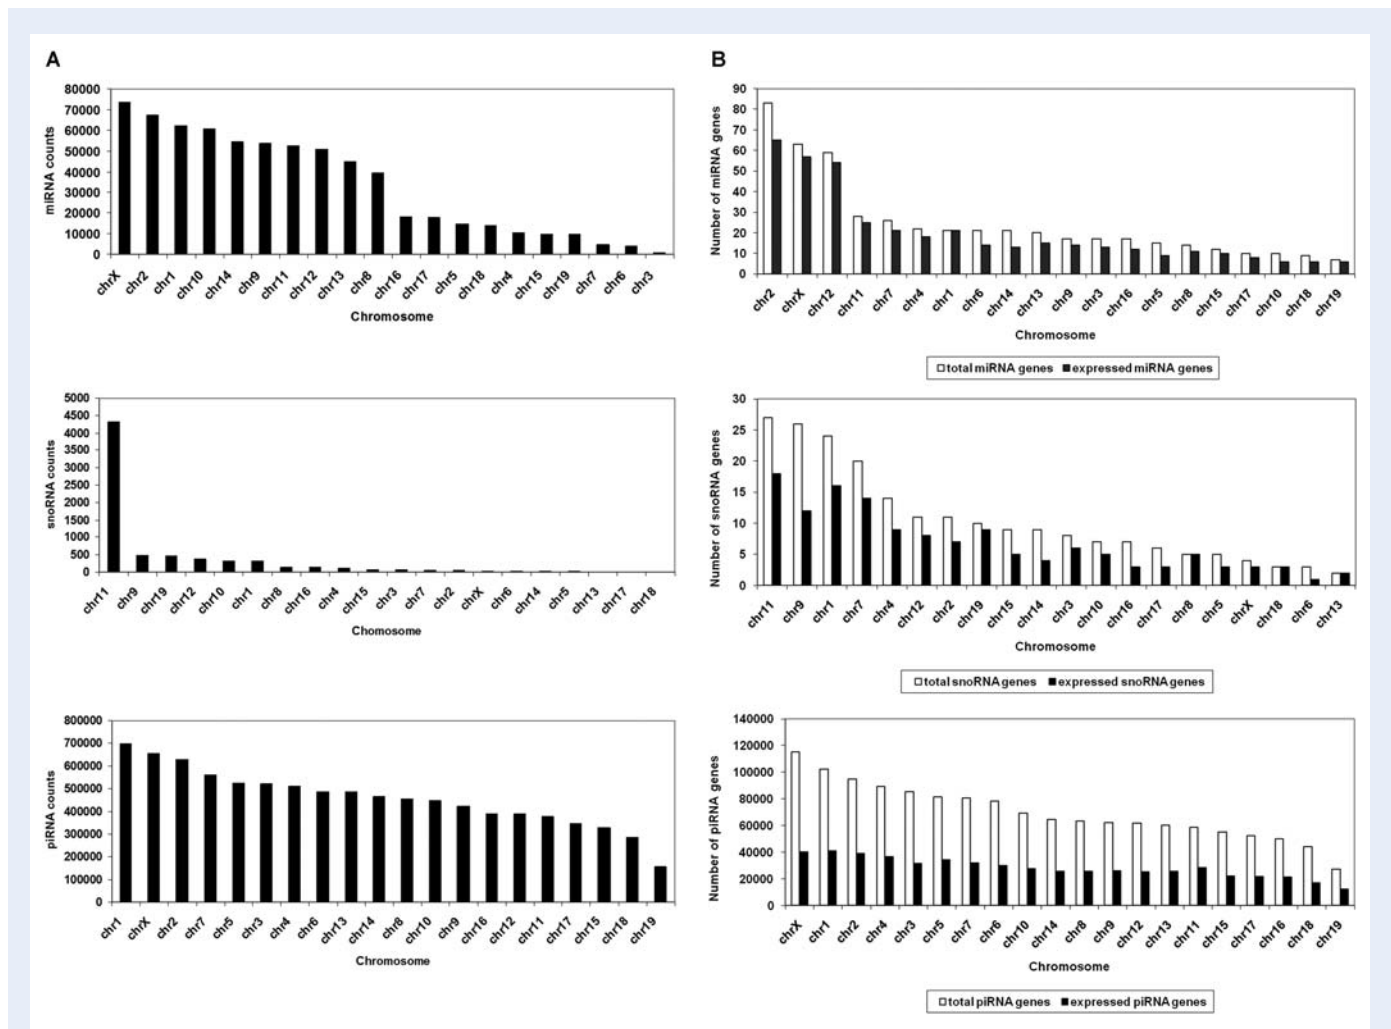 A
80000
70000
60000
50000
40000
30000
20000
10000
0
miRNA counts
chrX chr2 chr1 chr10 chr14 chr9 chr11 chr12 chr13 chr8 chr16 chr17 chr5 chr18 chr4 chr15 chr19 chr7 chr6 chr3
Chromosome
5000
4500
4000
3500
3000
2500
2000
1500
1000
500
0
snoRNA counts
chr11 chr9 chr19 chr12 chr10 chr1 chr8 chr16 chr4 chr15 chr3 chr7 chr2 chrX chr6 chr14 chr5 chr13 chr17 chr18
Chomosome
800000
700000
600000
500000
400000
300000
200000
100000
0
piRNA counts
chr1 chrX chr2 chr7 chr5 chr3 chr4 chr6 chr13 chr14 chr8 chr10 chr9 chr16 chr12 chr11 chr17 chr15 chr18 chr19
Chromosome
B
90
80
70
60
50
40
30
20
10
0
Number of miRNA genes
chr2 chrX chr12 chr11 chr7 chr4 chr1 chr6 chr14 chr13 chr9 chr3 chr16 chr5 chr8 chr15 chr17 chr10 chr18 chr19
Chromosome
total miRNA genes expressed miRNA genes
30
25
20
15
10
5
0
Number of snoRNA genes
chr11 chr9 chr1 chr7 chr4 chr12 chr2 chr19 chr15 chr14 chr3 chr10 chr16 chr17 chr8 chr5 chrX chr18 chr6 chr13
Chromosome
total snoRNA genes expressed snoRNA genes
140000
120000
100000
80000
60000
40000
20000
0
Number of piRNA genes
chrX chr1 chr2 chr4 chr3 chr5 chr7 chr6 chr10 chr14 chr8 chr9 chr12 chr13 chr11 chr15 chr17 chr16 chr18 chr19
Chromosome
total piRNA genes expressed piRNA genes